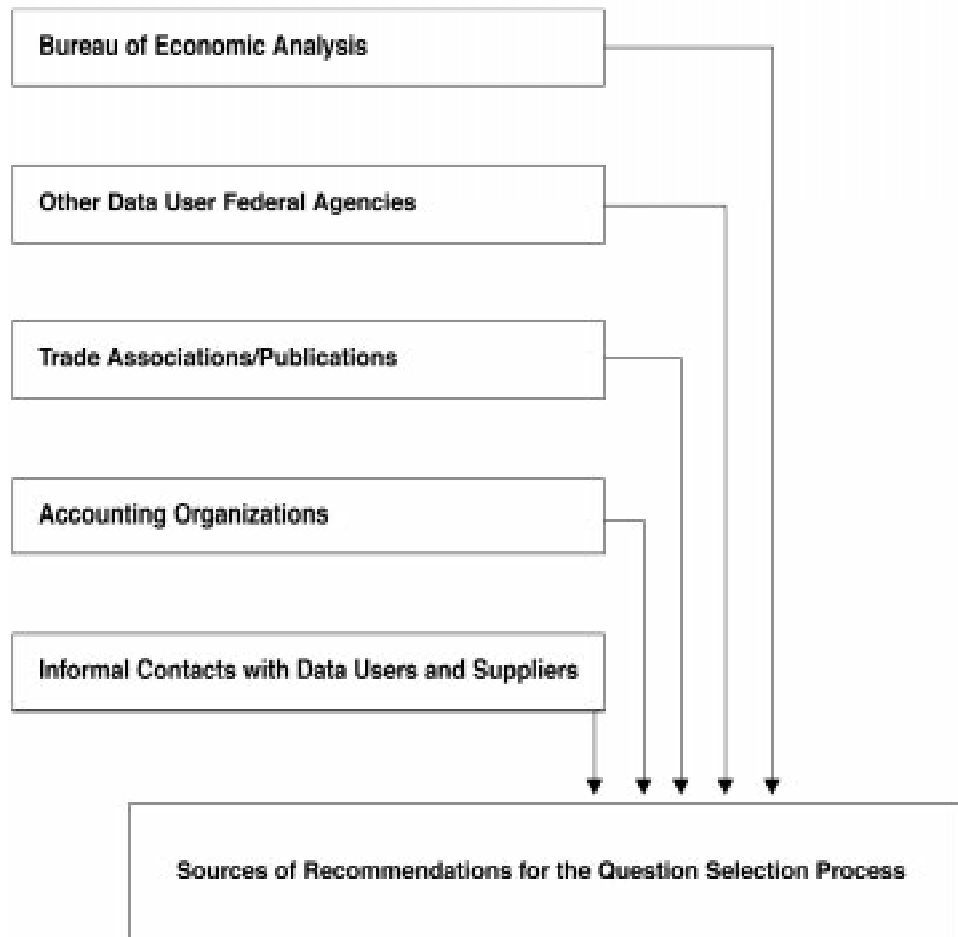 Bureau of Economic Analysis
Other Data User Federal Agencies
Trade Associations/Publications
Accounting Organizations
Informal Contacts with Data Users and Suppliers
Sources of Recommendations for the Question Selection Process